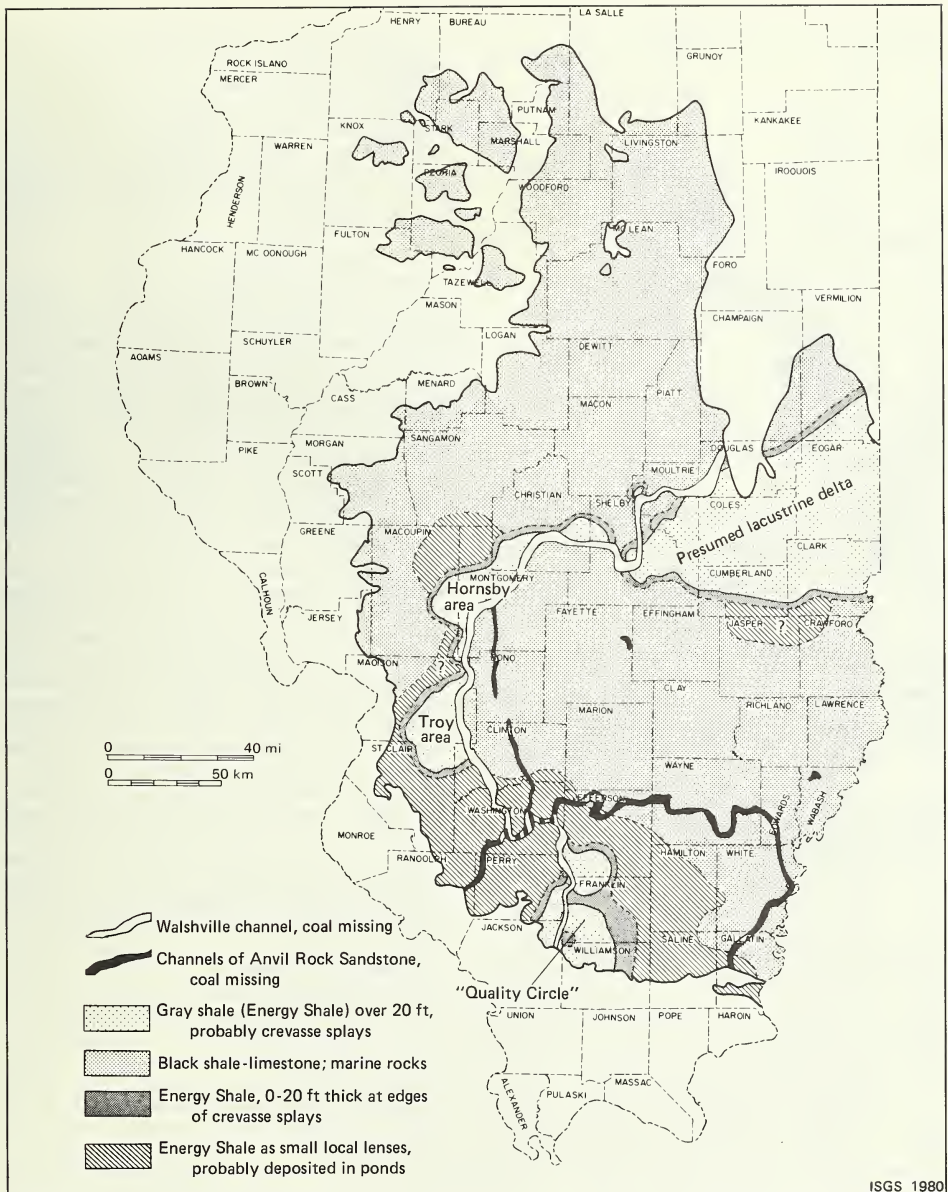 LA SALLE
HENRY
BUREAU
ROCK ISLAND
GRUNOY
MERCER
PUTNAM
KANKAKEE
KNOX
STARK
MARSHALL
LIVINGSTON
WARREN
PEORIA
IROQUOIS
WOODFORD
HENDERSON
FULTON
MC LEAN
HANCOCK
MC OONOUGH
FORO
TAZEWELL
VERMILION
MASON
CHAMPAIGN
LOGAN
SCHUYLER
DEWITT
AOAMS
BROWN
MENARD
PIATT
CASS
MACON
MORGAN
SANGAMON
DOUGLAS
EOGAR
PIKE
SCOTT
MOULTRIE
CHRISTIAN
SHELBY
COLES
Presumed lacustrine delta
GREENE
MACOUPIN
CLARK
MONTGOMERY
CUMBERLAND
CALHOUN
Hornsby
area
FAYETTE
EFFINGHAM
JASPER
?
CRAWFORO
JERSEY
MAOISON
?
BONO
CLAY
RICHLANO
LAWRENCE
MARION
Troy
area
CLINTON
0 40 mi
ST CLAIR
0 50 km
WAYNE
EDWARDS
WABASH
WASHINGTON
JEFFERSON
MONROE
RANOOLPH
PERRY
HAMILTON
WHITE
FRANKLIN
Walshville channel, coal missing
JACKSON
SALINE
GALLATIN
WILLIAMSON
Channels of Anvil Rock Sandstone,
coal missing
"Quality Circle"
Gray shale (Energy Shale) over 20 ft,
probably crevasse splays
UNION
JOHNSON
POPE
HAROIN
Black shale-limestone; marine rocks
Energy Shale, 0-20 ft thick at edges
of crevasse splays
ALEXANDER
PULASKI
MASSAC
Energy Shale as small local lenses,
probably deposited in ponds
ISGS 1980